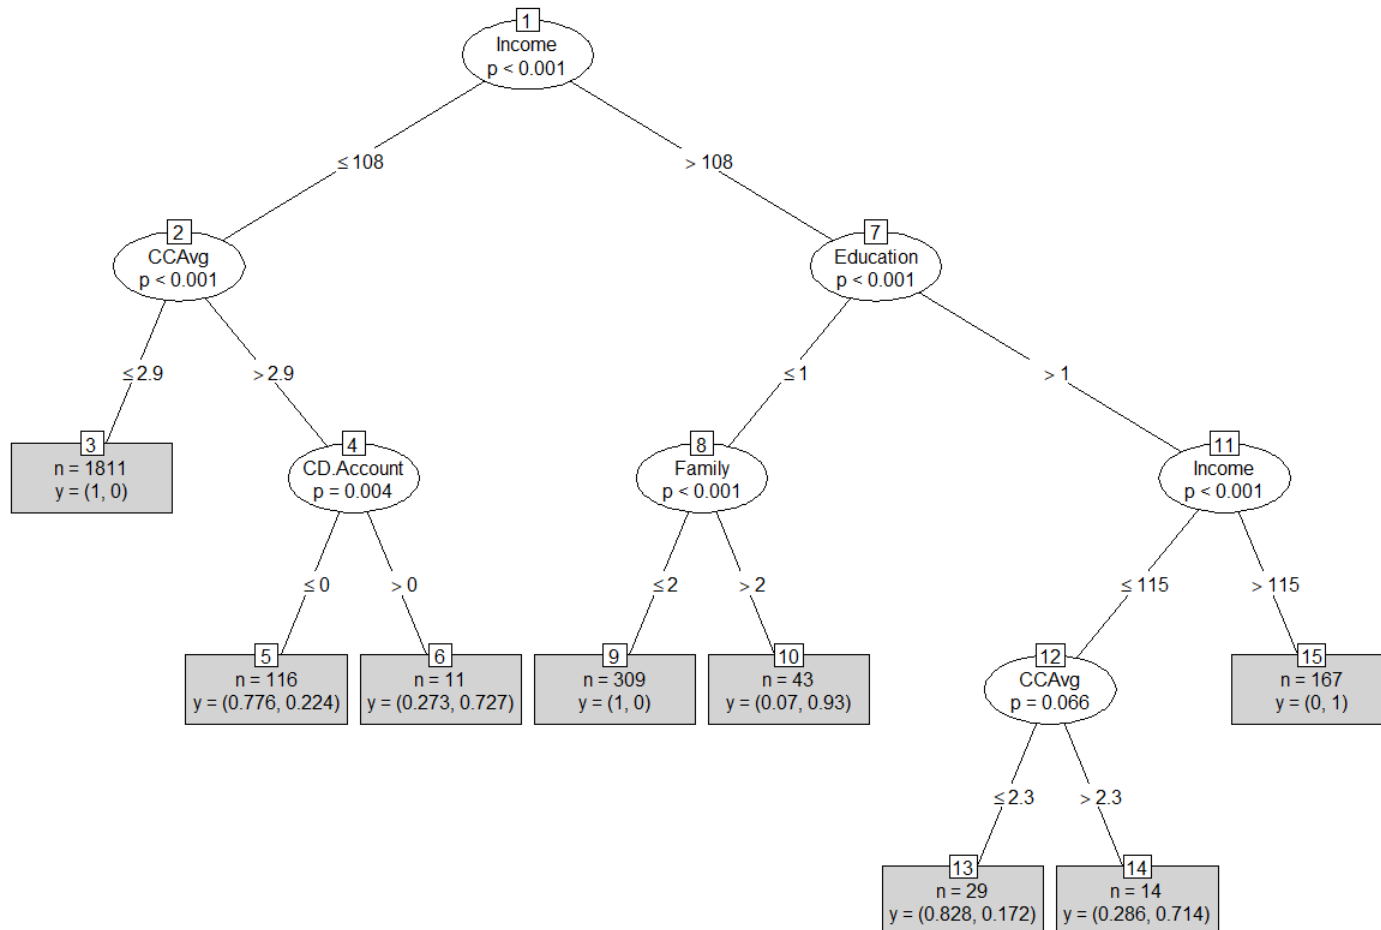 1
Income
p < 0.001
≤ 108
> 108
2
CCAvg
p < 0.001
7
Education
p < 0.001
≤ 2.9
> 2.9
≤ 1
> 1
3
n = 1811
y = (1, 0)
4
CD.Account
p = 0.004
8
Family
p < 0.001
11
Income
p < 0.001
≤ 0
> 0
≤ 2
> 2
≤ 115
> 115
5
n = 116
y = (0.776, 0.224)
6
n = 11
y = (0.273, 0.727)
9
n = 309
y = (1, 0)
10
n = 43
y = (0.07, 0.93)
12
CCAvg
p = 0.066
15
n = 167
y = (0, 1)
≤ 2.3
> 2.3
13
n = 29
y = (0.828, 0.172)
14
n = 14
y = (0.286, 0.714)